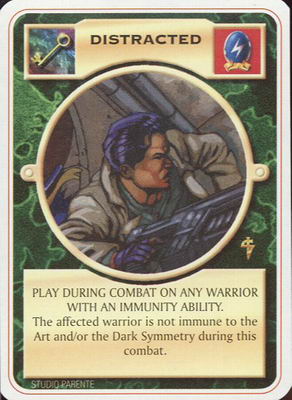 DISTRACTED
PLAY DURING COMBAT ON ANY WARRIOR
WITH AN IMMUNITY ABILITY.
The affected warrior is not immune to the
Art and/or the Dark Symmetry during this
combat.
STUDIO PARENTE